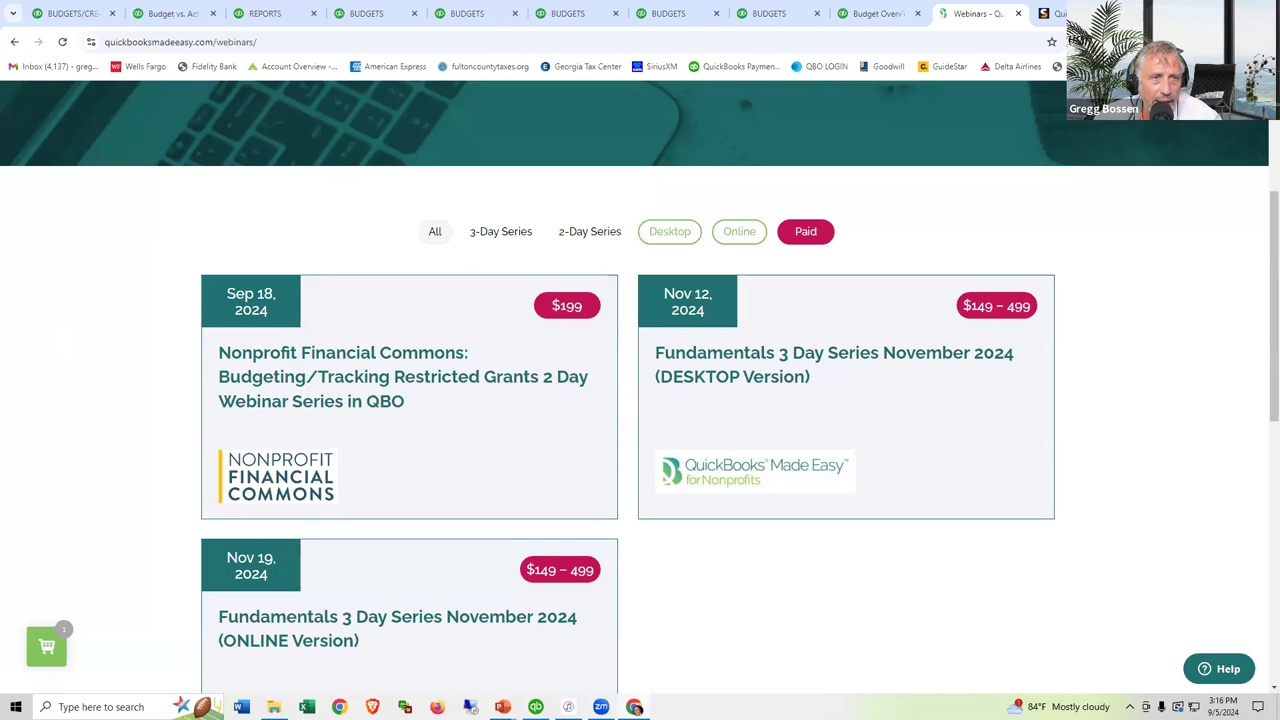 BUDGETS/CRE
Budget vs. Act
REPORTS
BUDGETS
BUDGETS
BUDGETS
BUDGETS
BUDGETS
Budget Overv
Webinars - Q
quickbooksmadeeasy.com/webinars/
Inbox (4,137) - greg...
Wells Fargo
Fidelity Bank
Account Overview -...
American Express
fultoncountytaxes.org
Georgia Tax Center
SiriusXM
QuickBooks Paymen...
QBO LOGIN
Goodwill
GuideStar
Delta Airlines
Gregg Bossen
All
3-Day Series
2-Day Series
Desktop
Online
Paid
Sep 18,
2024
$199
Nonprofit Financial Commons:
Budgeting/Tracking Restricted Grants 2 Day
Webinar Series in QBO
NONPROFIT
FINANCIAL
COMMONS
Nov 12,
2024
$149 – 499
Fundamentals 3 Day Series November 2024
(DESKTOP Version)
QuickBooks® Made Easy™
for Nonprofits
Nov 19,
2024
$149 – 499
Fundamentals 3 Day Series November 2024
(ONLINE Version)
1
Help
Type here to search
84°F Mostly cloudy
3:16 PM
9/5/2024